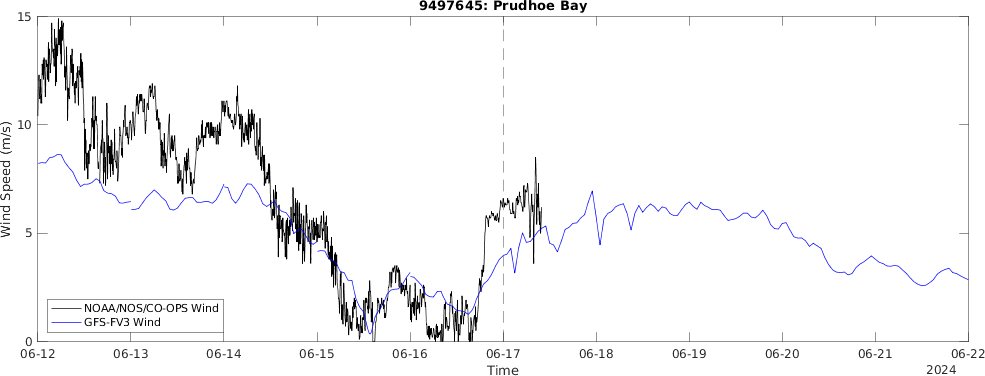 9497645: Prudhoe Bay
15
10
5
0
Wind Speed (m/s)
NOAA/NOS/CO-OPS Wind
GFS-FV3 Wind
06-12 06-13 06-14 06-15 06-16 06-17 06-18 06-19 06-20 06-21 06-22
Time
2024